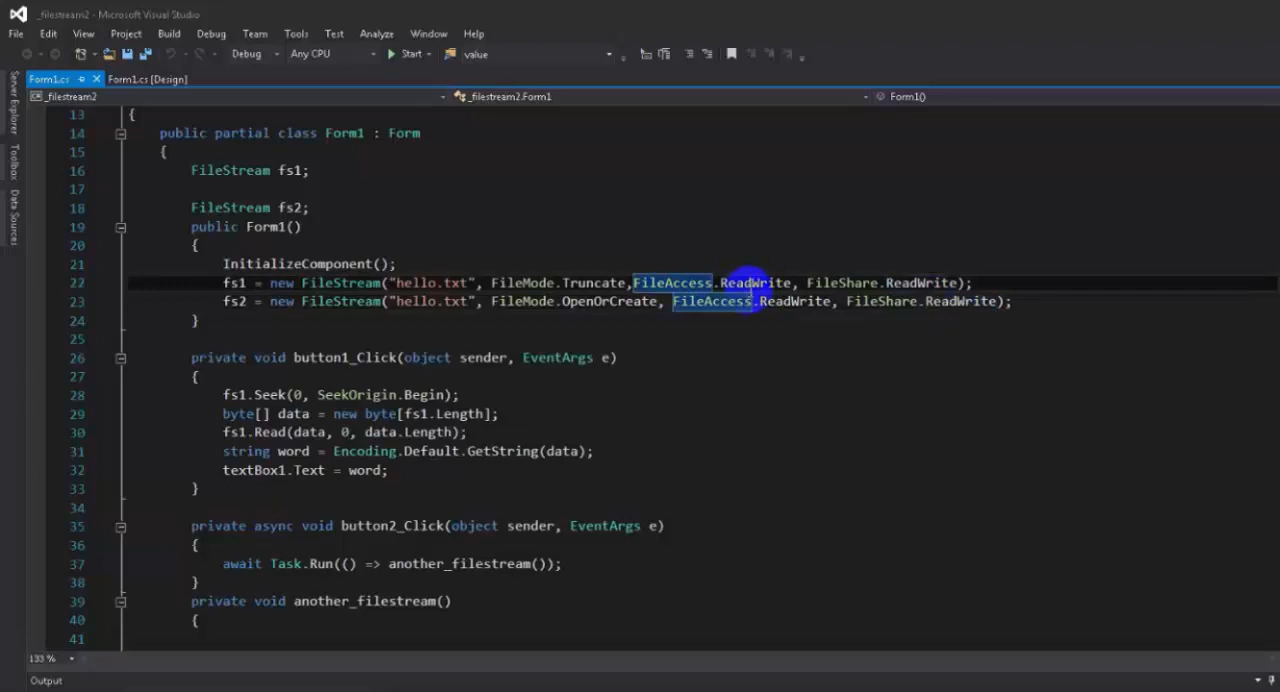 _filestream2 - Microsoft Visual Studio
File Edit View Project Build Debug Team Tools Test Analyze Window Help
Debug Any CPU Start value
Form1.cs Form1.cs [Design]
_filestream2 _filestream2.Form1 Form1()
Server Explorer
Toolbox
Data Sources
13 {
14 public partial class Form1 : Form
15 {
16 FileStream fs1;
17
18 FileStream fs2;
19 public Form1()
20 {
21 InitializeComponent();
22 fs1 = new FileStream("hello.txt", FileMode.Truncate,FileAccess.ReadWrite, FileShare.ReadWrite);
23 fs2 = new FileStream("hello.txt", FileMode.OpenOrCreate, FileAccess.ReadWrite, FileShare.ReadWrite);
24 }
25
26 private void button1_Click(object sender, EventArgs e)
27 {
28 fs1.Seek(0, SeekOrigin.Begin);
29 byte[] data = new byte[fs1.Length];
30 fs1.Read(data, 0, data.Length);
31 string word = Encoding.Default.GetString(data);
32 textBox1.Text = word;
33 }
34
35 private async void button2_Click(object sender, EventArgs e)
36 {
37 await Task.Run(() => another_filestream());
38 }
39 private void another_filestream()
40 {
41
133 %
Output